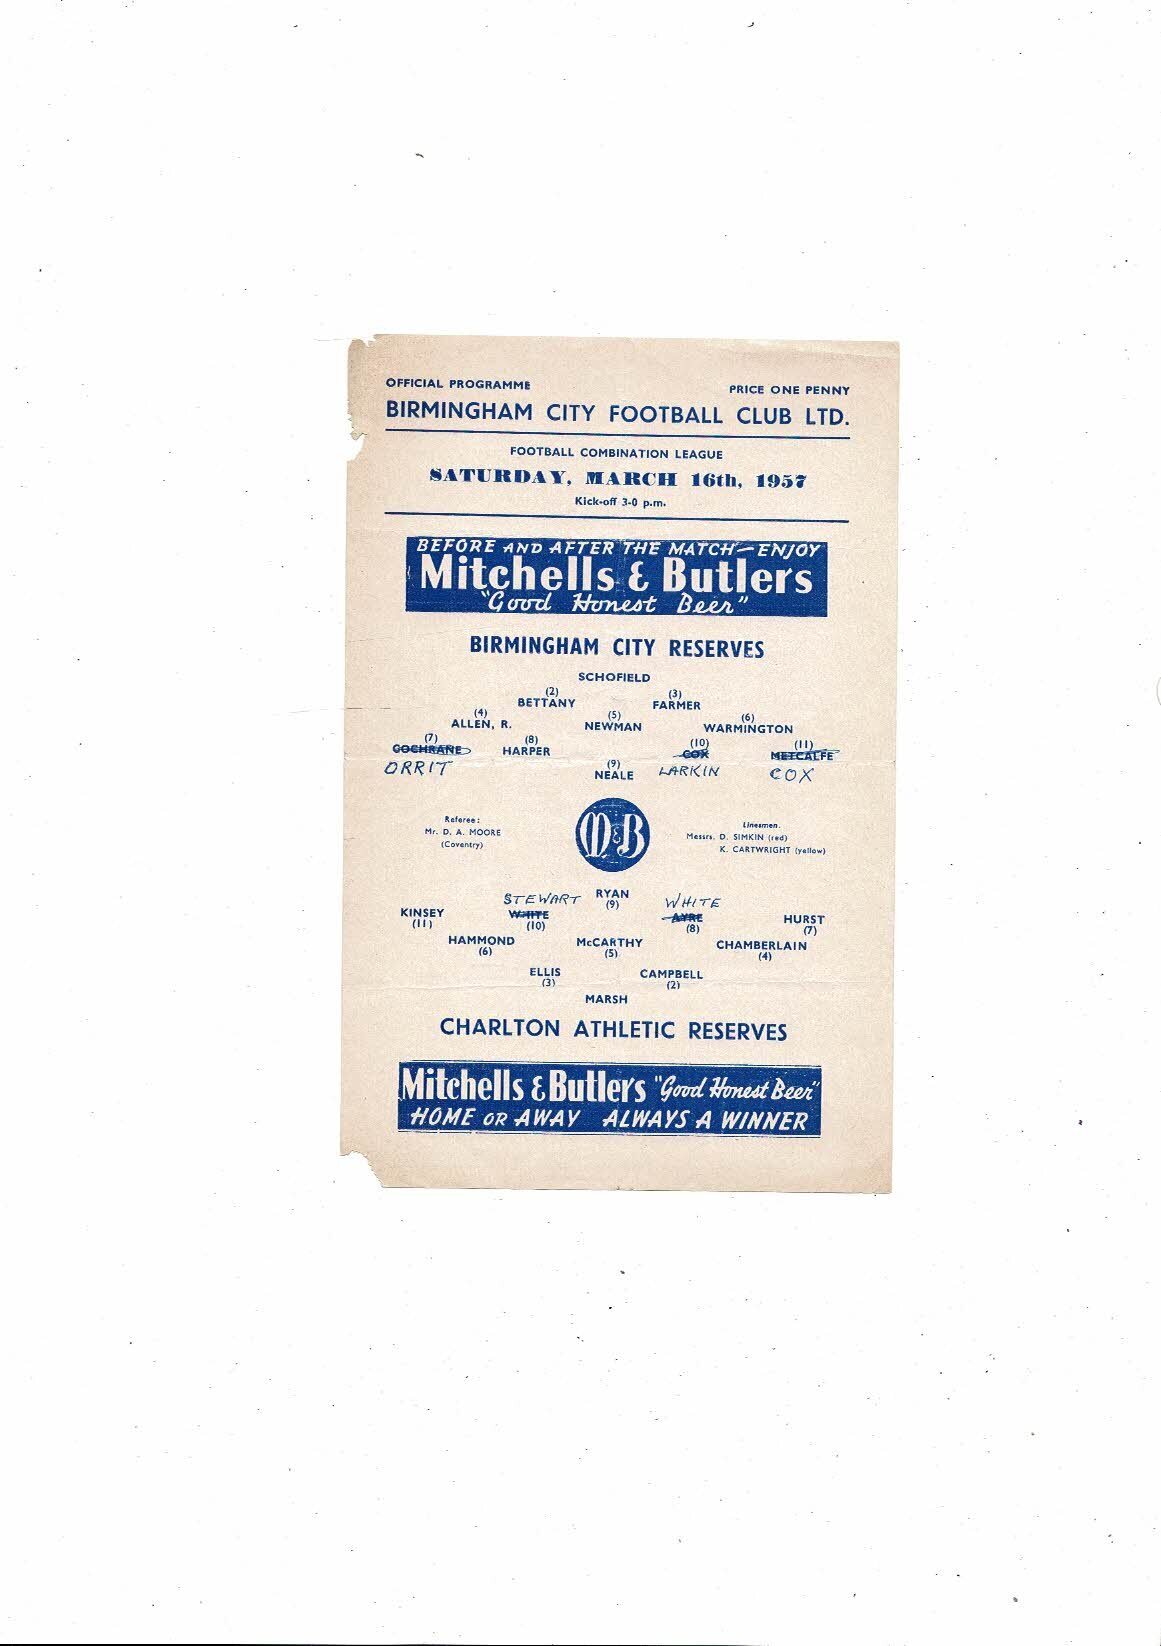 OFFICIAL PROGRAMME PRICE ONE PENNY
BIRMINGHAM CITY FOOTBALL CLUB LTD.
FOOTBALL COMBINATION LEAGUE
SATURDAY, MARCH 16th, 1957
Kick-off 3-0 p.m.
BEFORE AND AFTER THE MATCH—ENJOY
Mitchells & Butlers
"Good Honest Beer"
BIRMINGHAM CITY RESERVES
SCHOFIELD
(2) (3)
BETTANY FARMER
(4) (5) (6)
ALLEN, R. NEWMAN WARMINGTON
(7) (8) (10) (11)
COCHRANE HARPER COX METCALFE
ORRIT (9) LARKIN COX
NEALE
Referee:
Mr. D. A. MOORE
(Coventry)
M&B
Linesmen.
Messrs. D. SIMKIN (red)
K. CARTWRIGHT (yellow)
STEWART RYAN WHITE
(9)
KINSEY WHITE AYRE HURST
(11) (10) (8) (7)
HAMMOND McCARTHY CHAMBERLAIN
(6) (5) (4)
ELLIS CAMPBELL
(3) (2)
MARSH
CHARLTON ATHLETIC RESERVES
Mitchells & Butlers "Good Honest Beer"
HOME OR AWAY ALWAYS A WINNER